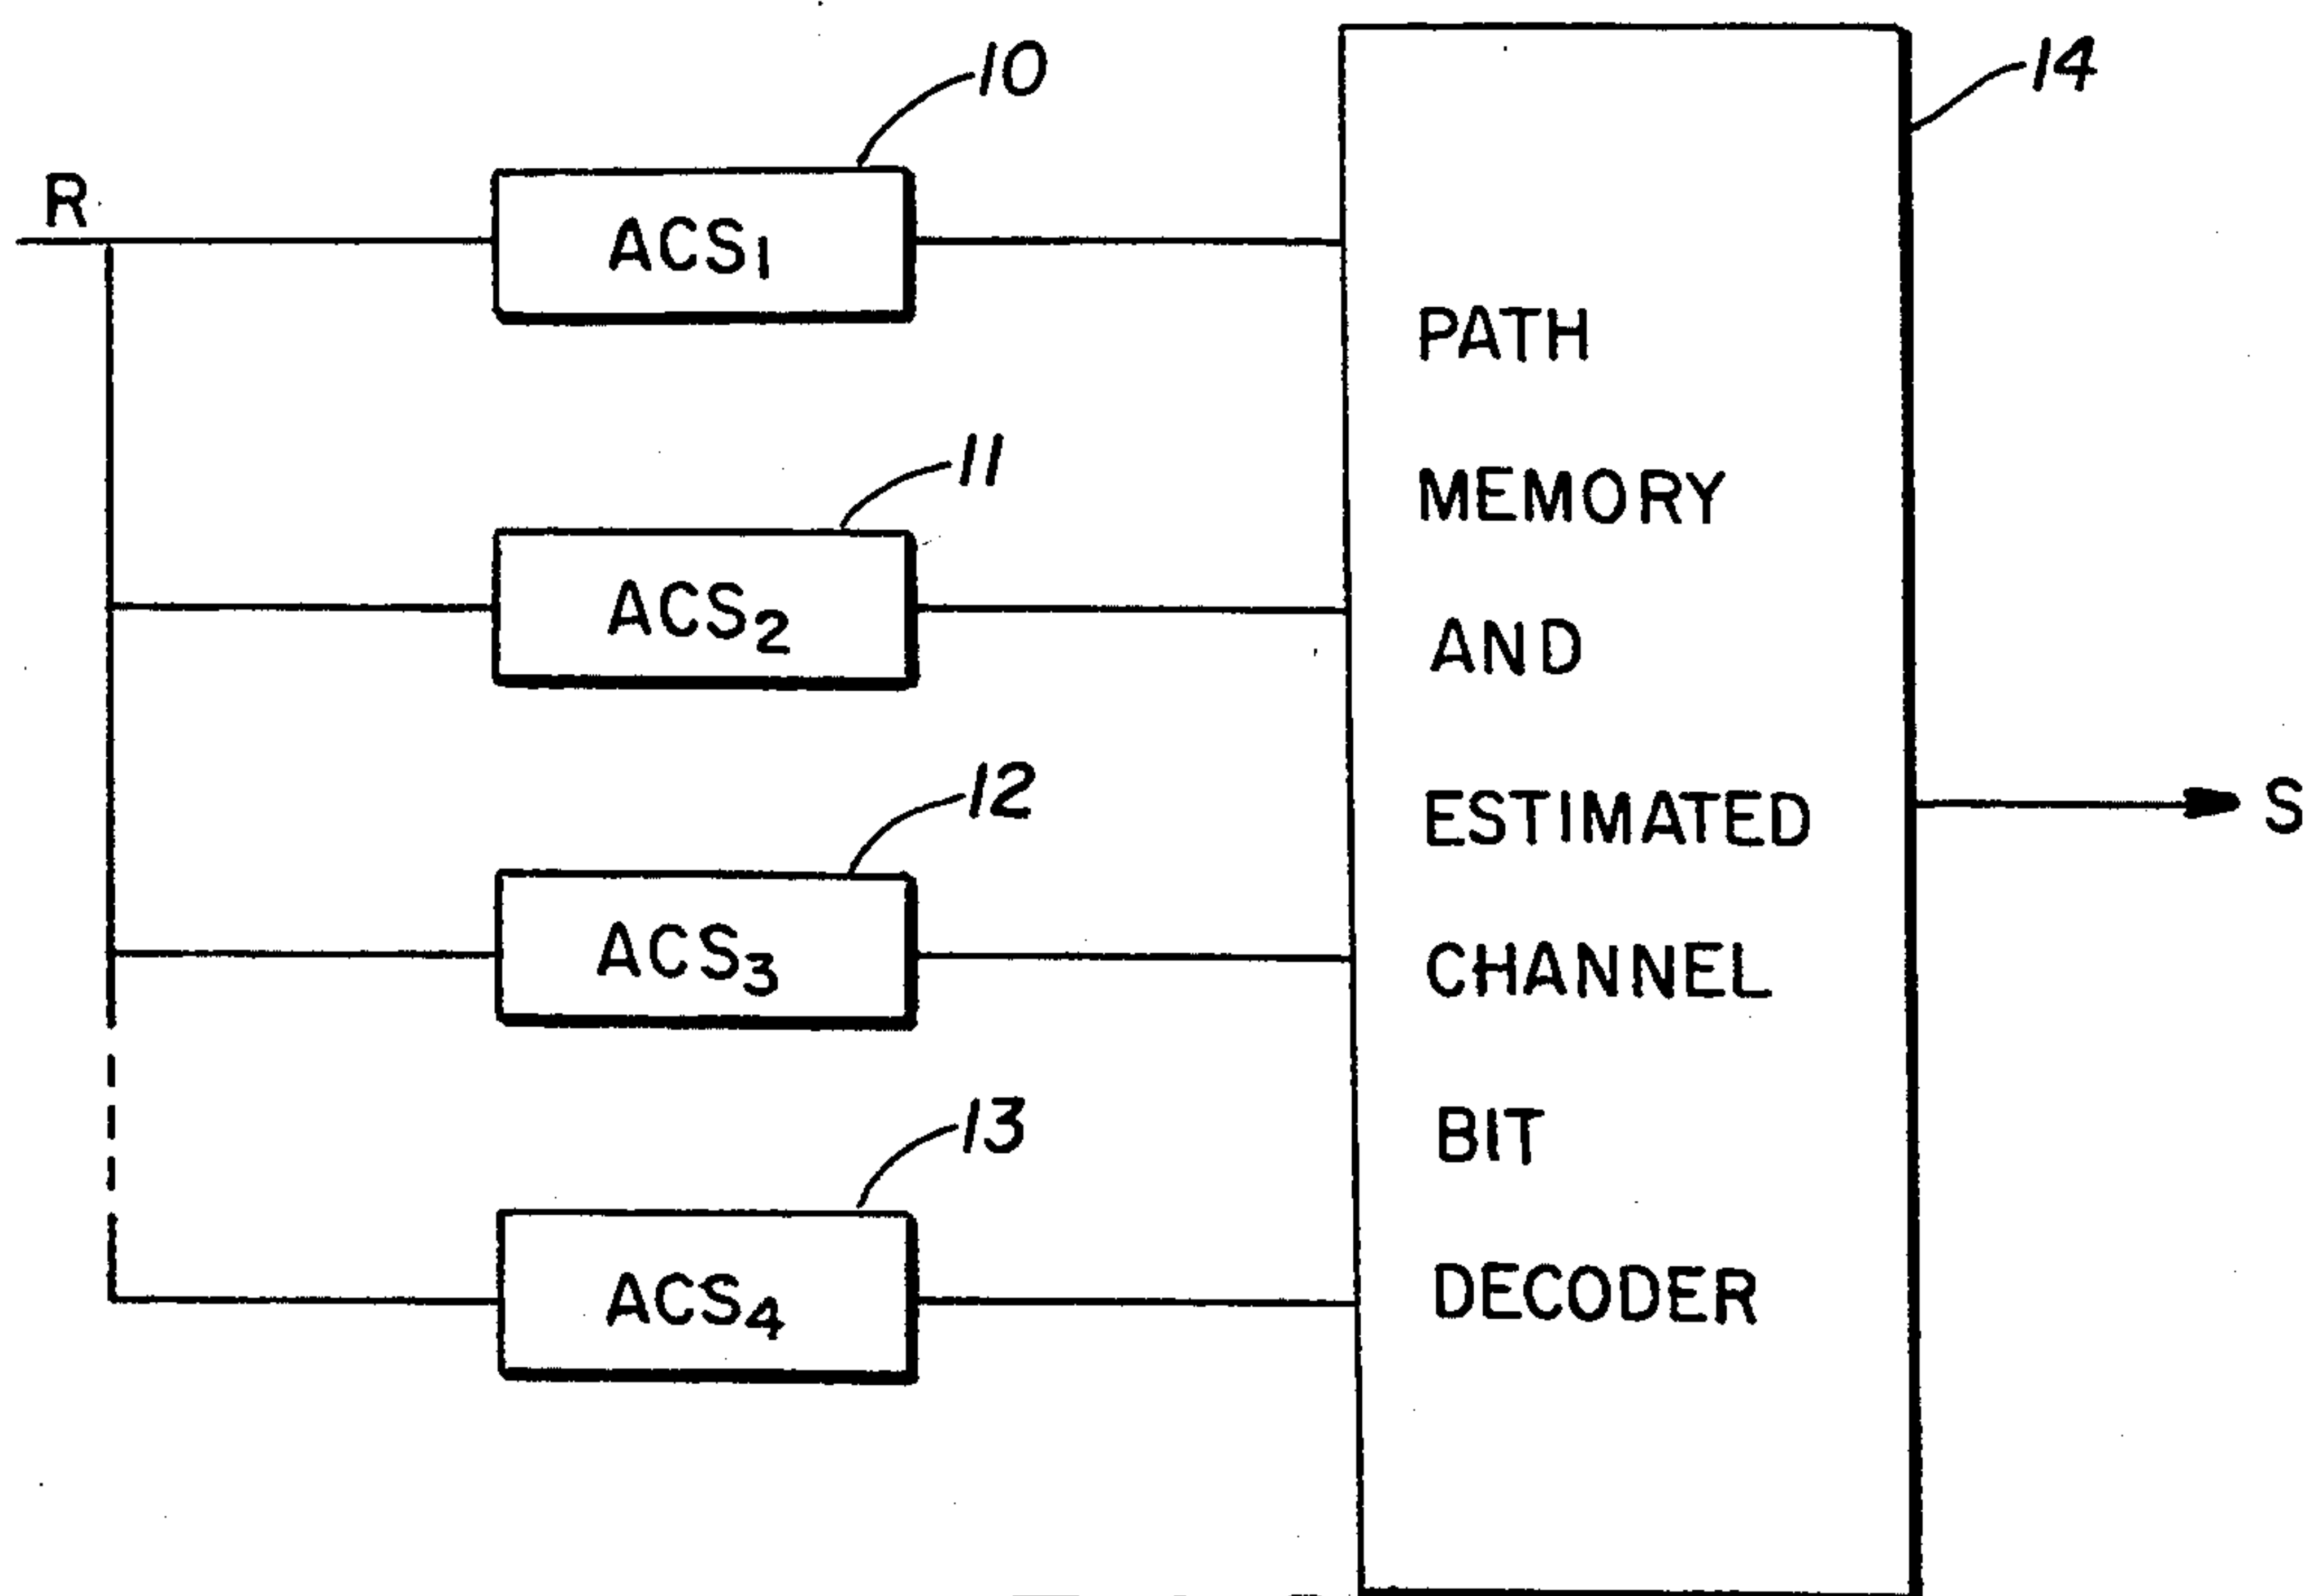 10
14
R
ACS₁
PATH
11
MEMORY
ACS₂
AND
12
ESTIMATED
S
ACS₃
CHANNEL
13
BIT
ACS₄
DECODER